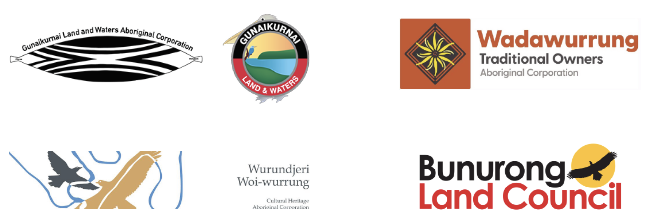 Gunaikurnai Land and Waters Aboriginal Corporation
GUNAIKURNAI
LAND & WATERS
Wadawurrung
Traditional Owners
Aboriginal Corporation
Wurundjeri
Woi-wurrung
Cultural Heritage
Aboriginal Corporation
Bunurong
Land Council